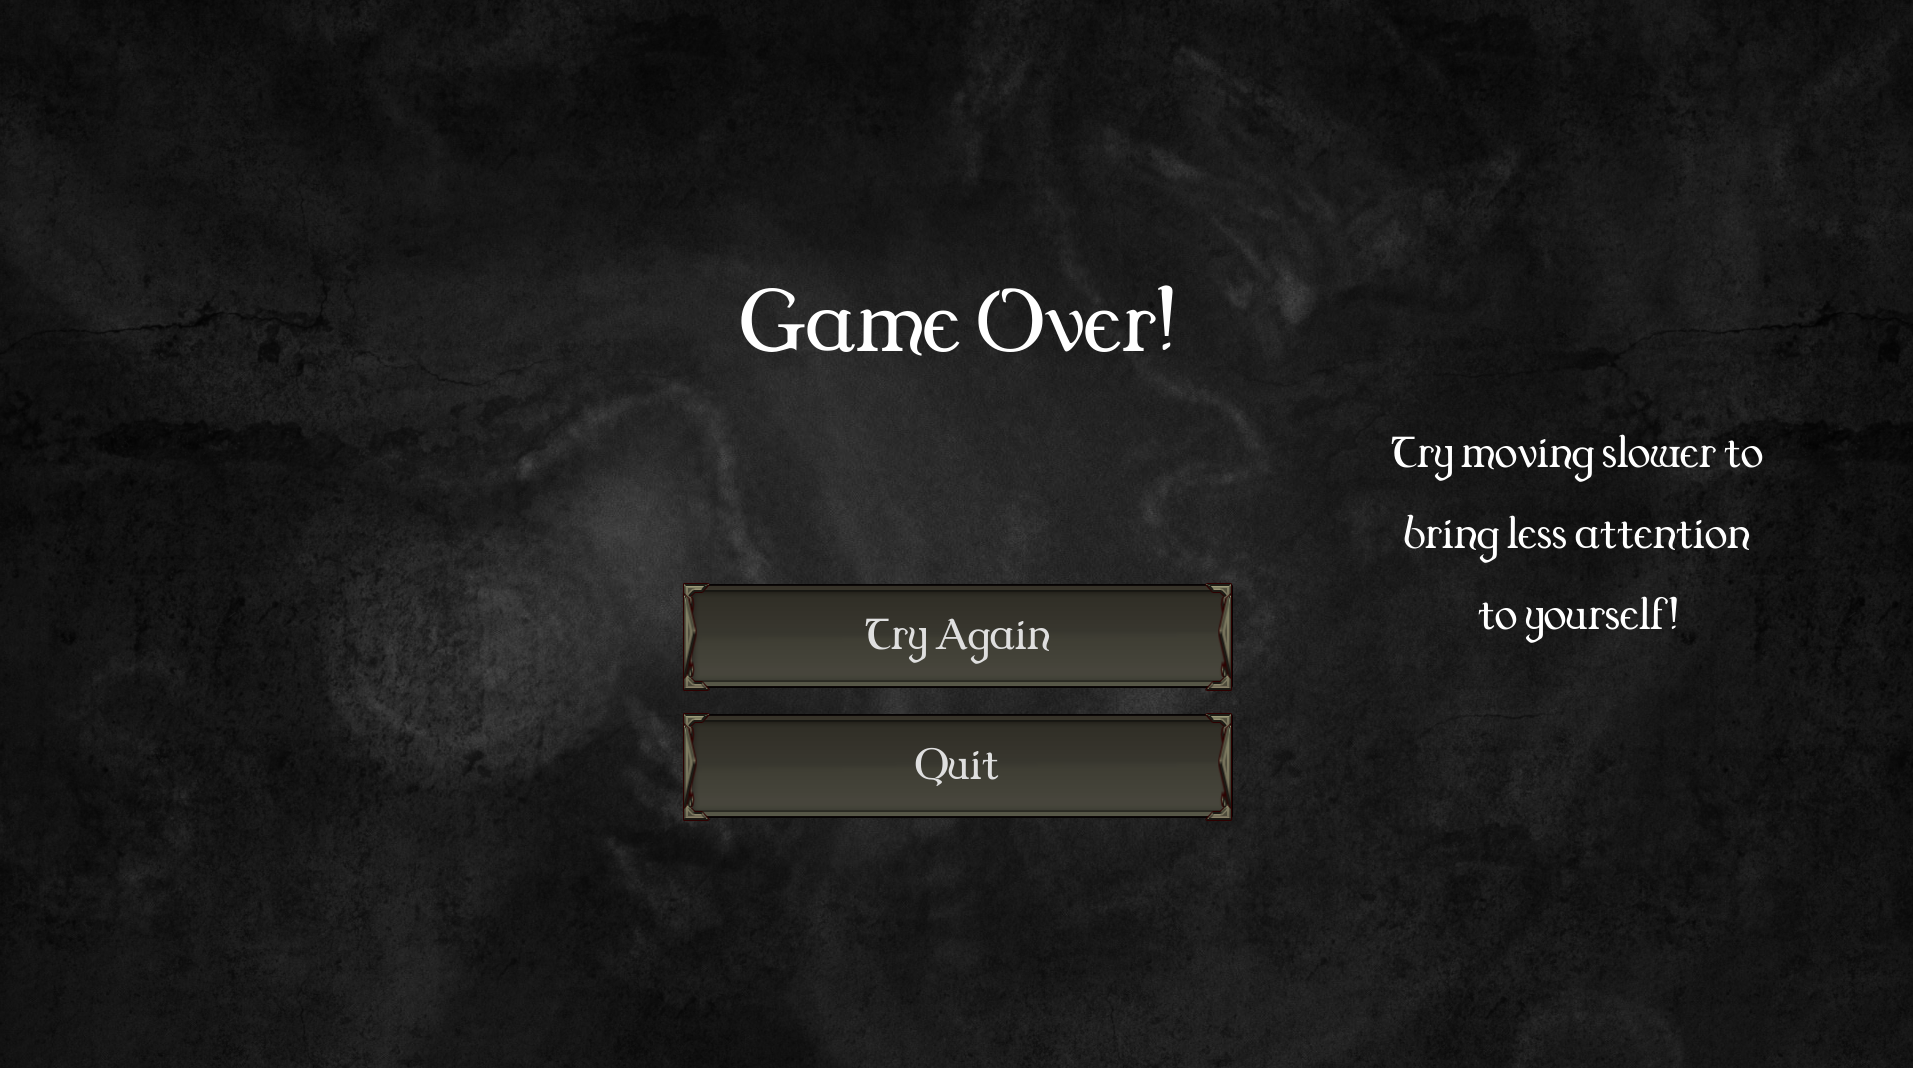 Game Over!
Try moving slower to
bring less attention
to yourself!
Try Again
Quit